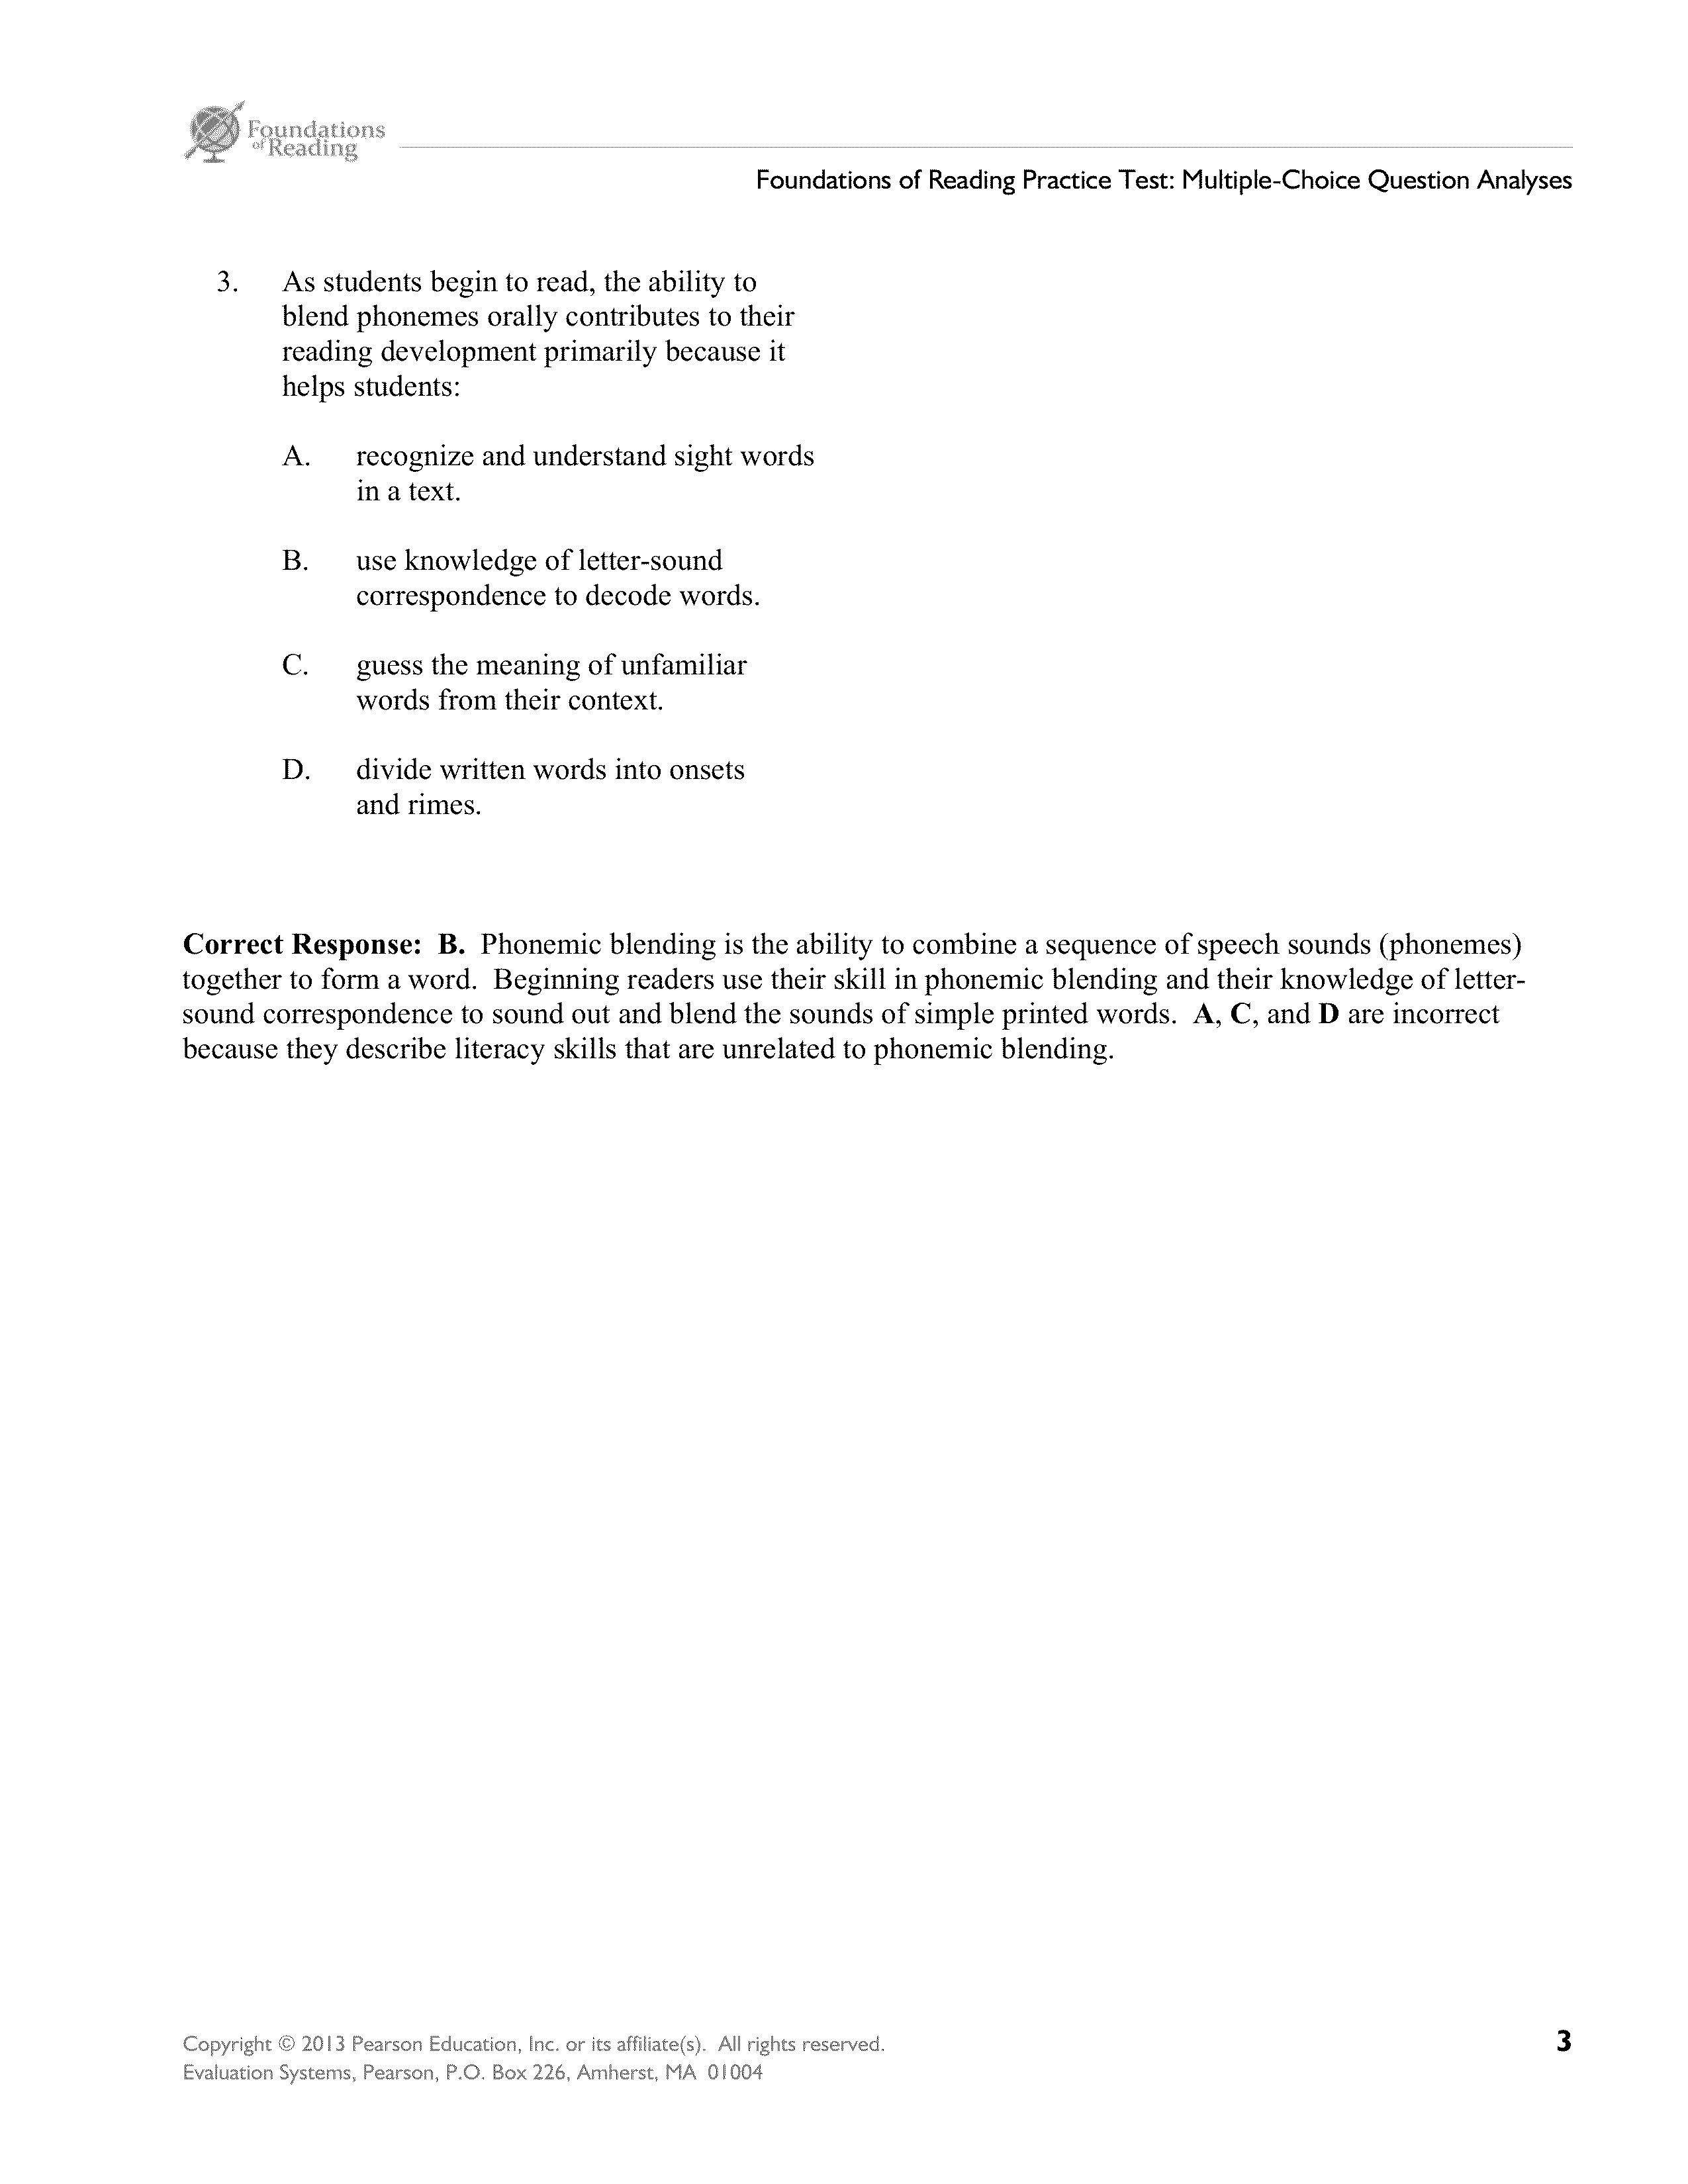 Foundations
of Reading
Foundations of Reading Practice Test: Multiple-Choice Question Analyses
3. As students begin to read, the ability to
blend phonemes orally contributes to their
reading development primarily because it
helps students:
A. recognize and understand sight words
in a text.
B. use knowledge of letter-sound
correspondence to decode words.
C. guess the meaning of unfamiliar
words from their context.
D. divide written words into onsets
and rimes.
Correct Response: B. Phonemic blending is the ability to combine a sequence of speech sounds (phonemes)
together to form a word. Beginning readers use their skill in phonemic blending and their knowledge of letter-
sound correspondence to sound out and blend the sounds of simple printed words. A, C, and D are incorrect
because they describe literacy skills that are unrelated to phonemic blending.
Copyright © 2013 Pearson Education, Inc. or its affiliate(s). All rights reserved.
Evaluation Systems, Pearson, P.O. Box 226, Amherst, MA 01004
3